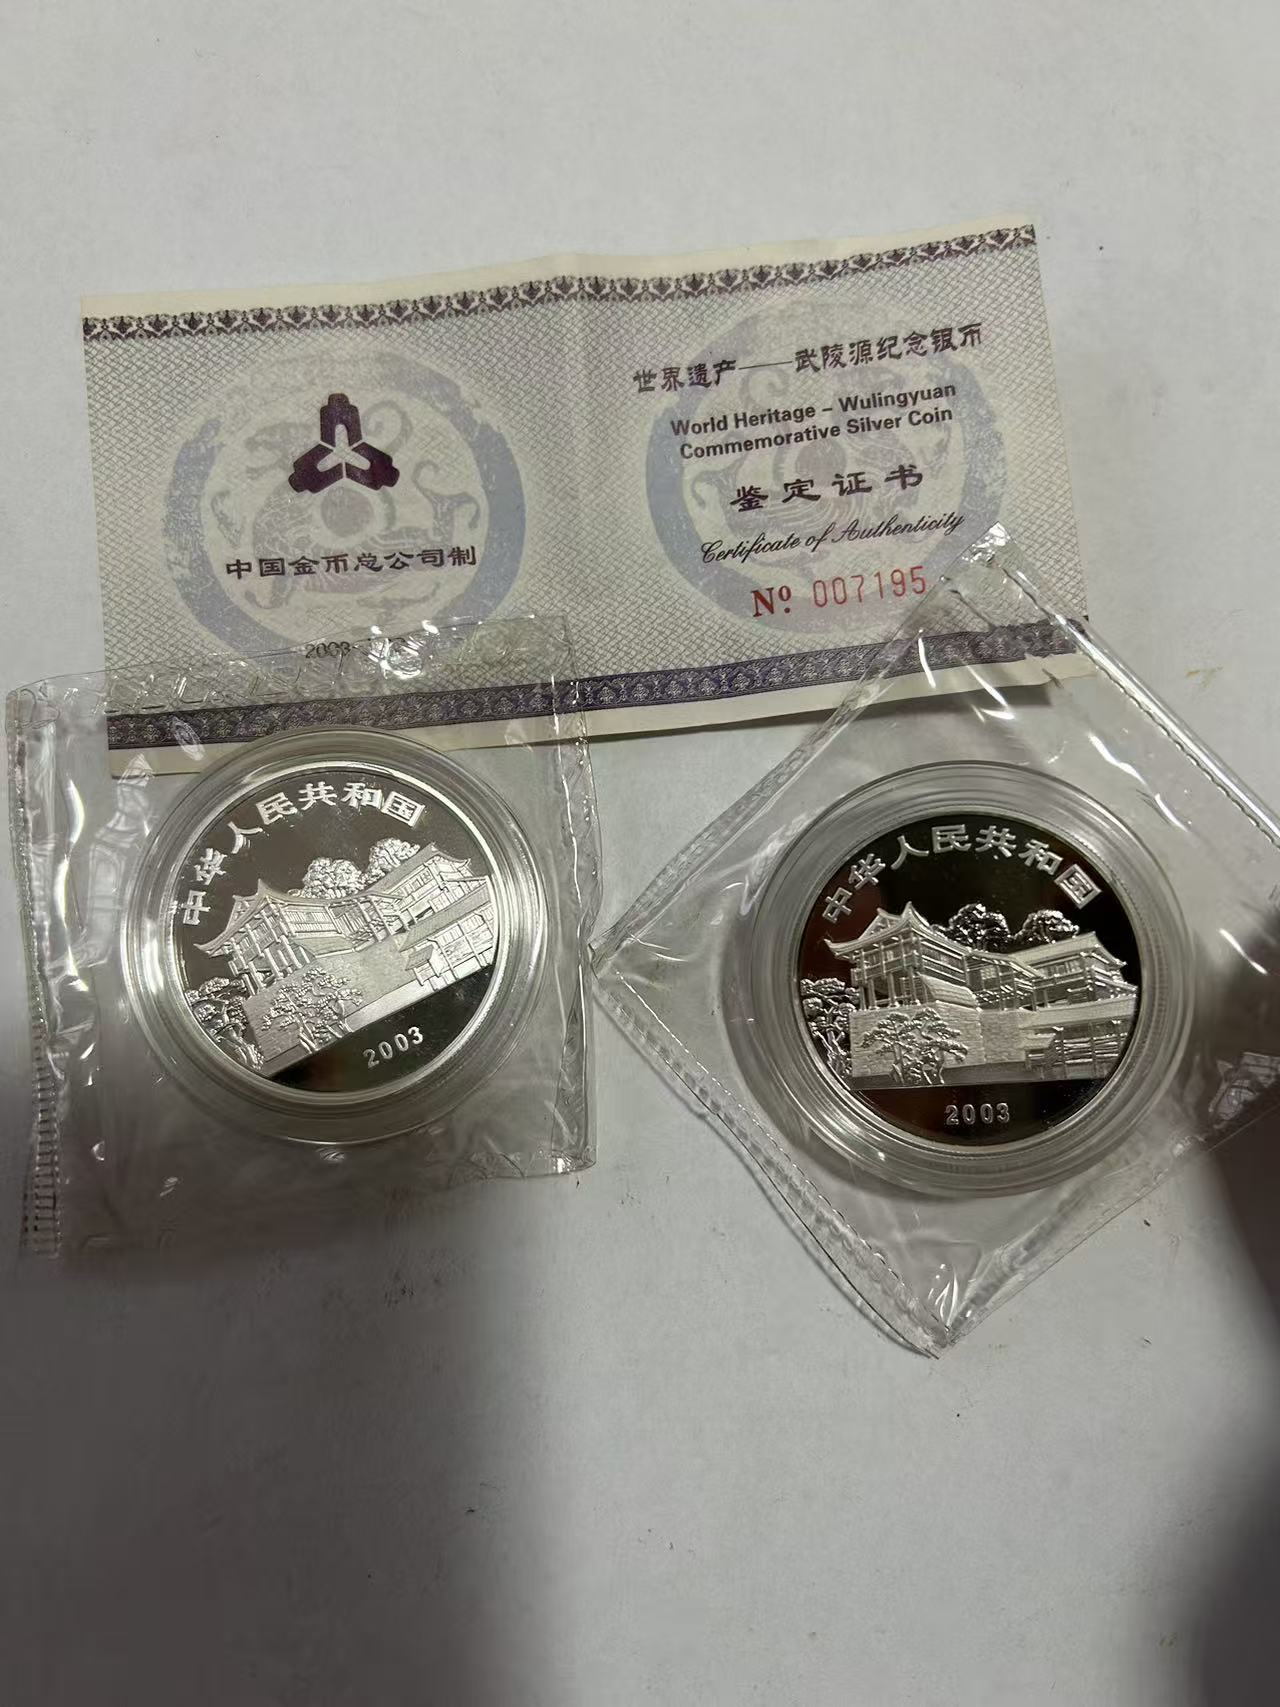 世界遗产——武陵源纪念银币
World Heritage – Wulingyuan
Commemorative Silver Coin
鉴定证书
Certificate of Authenticity
Nº 007195
中国金币总公司制
中华人民共和国
2003
中华人民共和国
2003